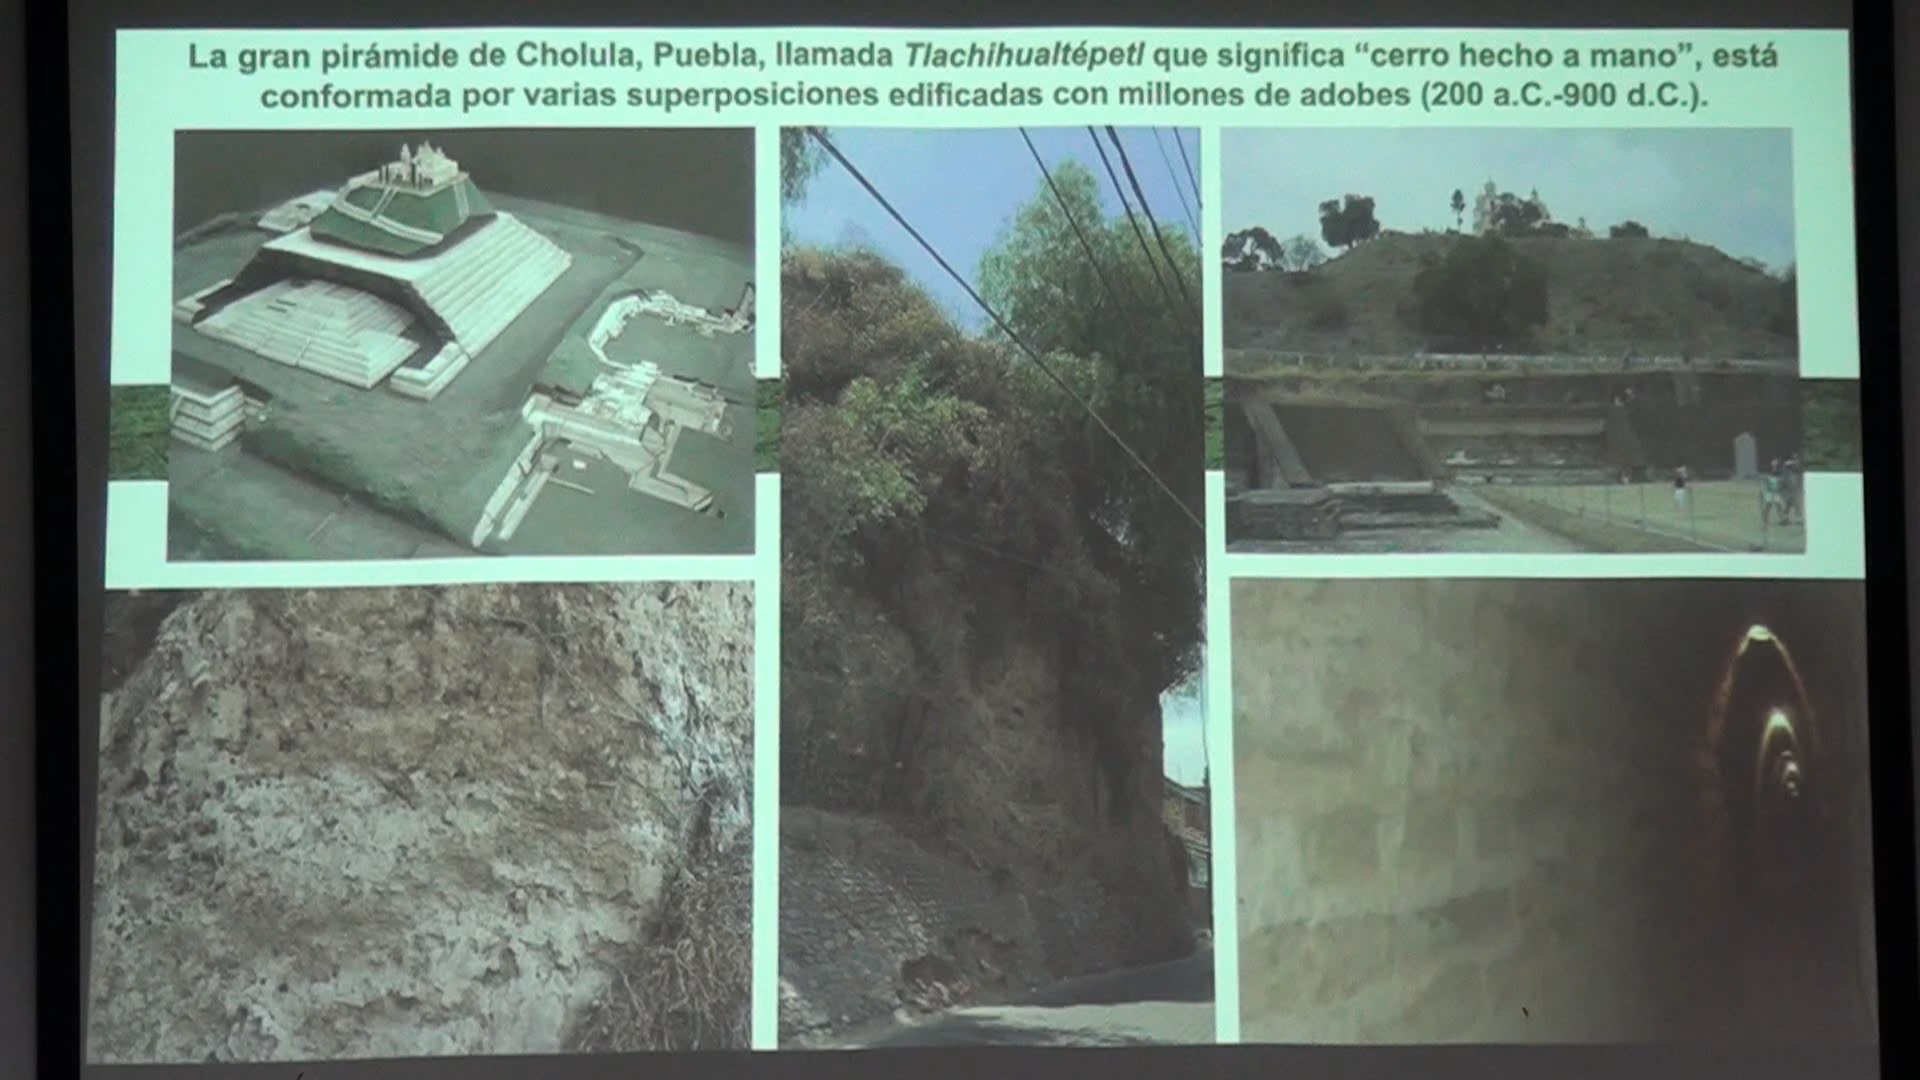 La gran pirámide de Cholula, Puebla, llamada Tlachihualtépetl que significa “cerro hecho a mano”, está
conformada por varias superposiciones edificadas con millones de adobes (200 a.C.-900 d.C.).